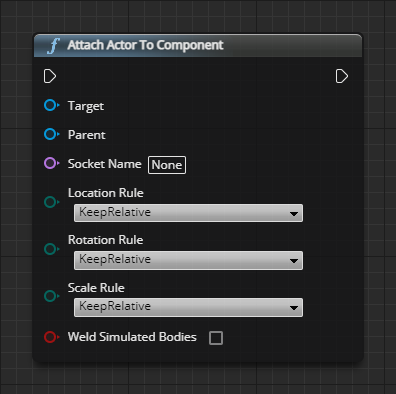 Attach Actor To Component
Target
Parent
Socket Name None
Location Rule
KeepRelative
Rotation Rule
KeepRelative
Scale Rule
KeepRelative
Weld Simulated Bodies